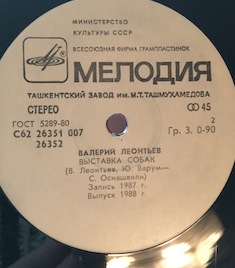 МИНИСТЕРСТВО
КУЛЬТУРЫ СССР
ВСЕСОЮЗНАЯ ФИРМА ГРАМПЛАСТИНОК
МЕЛОДИЯ
ТАШКЕНТСКИЙ ЗАВОД ИМ. М.Т. ТАШМУХАМЕДОВА
СТЕРЕО 45
ГОСТ 5289-80 2
С62 26351 007 Гр. 3. 0-90
26352
ВАЛЕРИЙ ЛЕОНТЬЕВ
ВЫСТАВКА СОБАК
(В. Леонтьев, Ю. Варум—
С. Осиашвили)
Запись 1987 г.
Выпуск 1988 г.